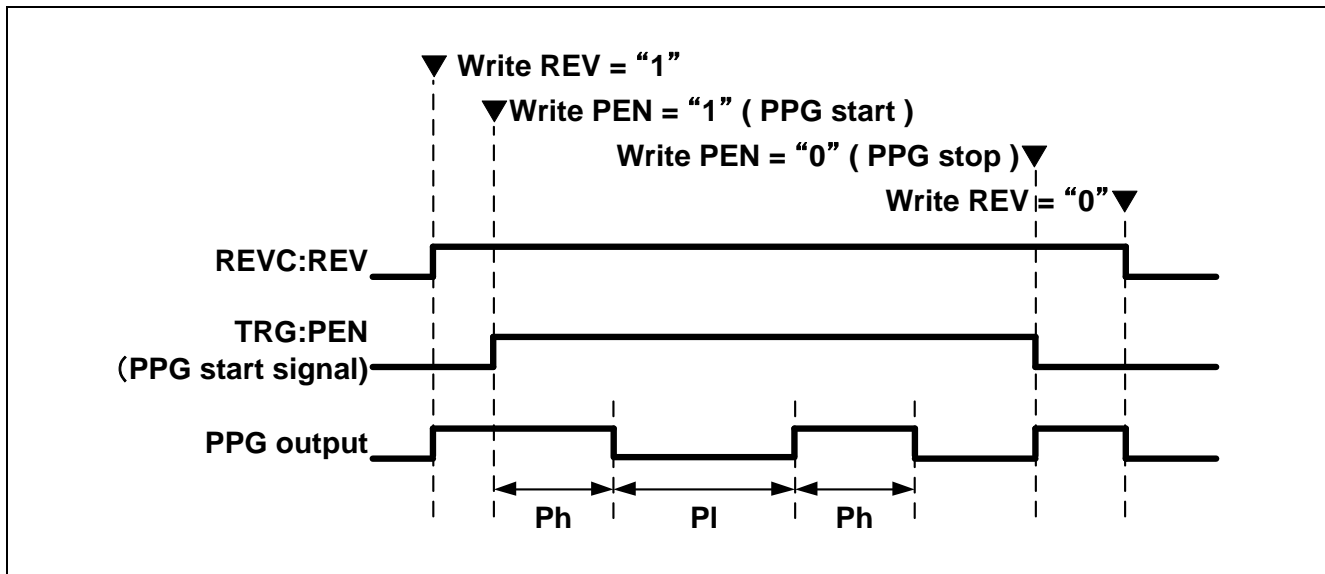 ▼ Write REV = “1”
▼Write PEN = “1” ( PPG start )
Write PEN = “0” ( PPG stop )▼
Write REV = “0” ▼
REVC:REV
TRG:PEN
（PPG start signal)
PPG output
Ph Pl Ph